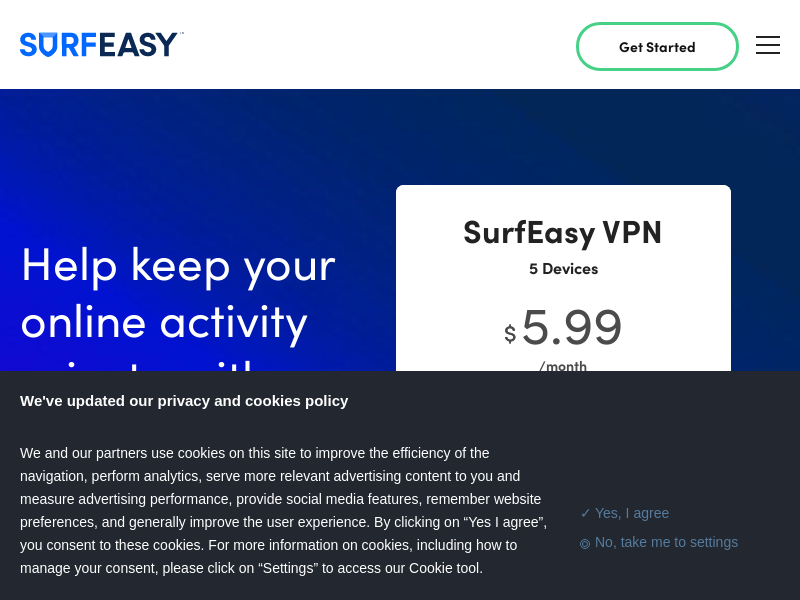 SURFEASY™
Get Started
Help keep your
online activity
SurfEasy VPN
5 Devices
$5.99
/month
We've updated our privacy and cookies policy
We and our partners use cookies on this site to improve the efficiency of the
navigation, perform analytics, serve more relevant advertising content to you and
measure advertising performance, provide social media features, remember website
preferences, and generally improve the user experience. By clicking on “Yes I agree”,
you consent to these cookies. For more information on cookies, including how to
manage your consent, please click on “Settings” to access our Cookie tool.
✓ Yes, I agree
No, take me to settings